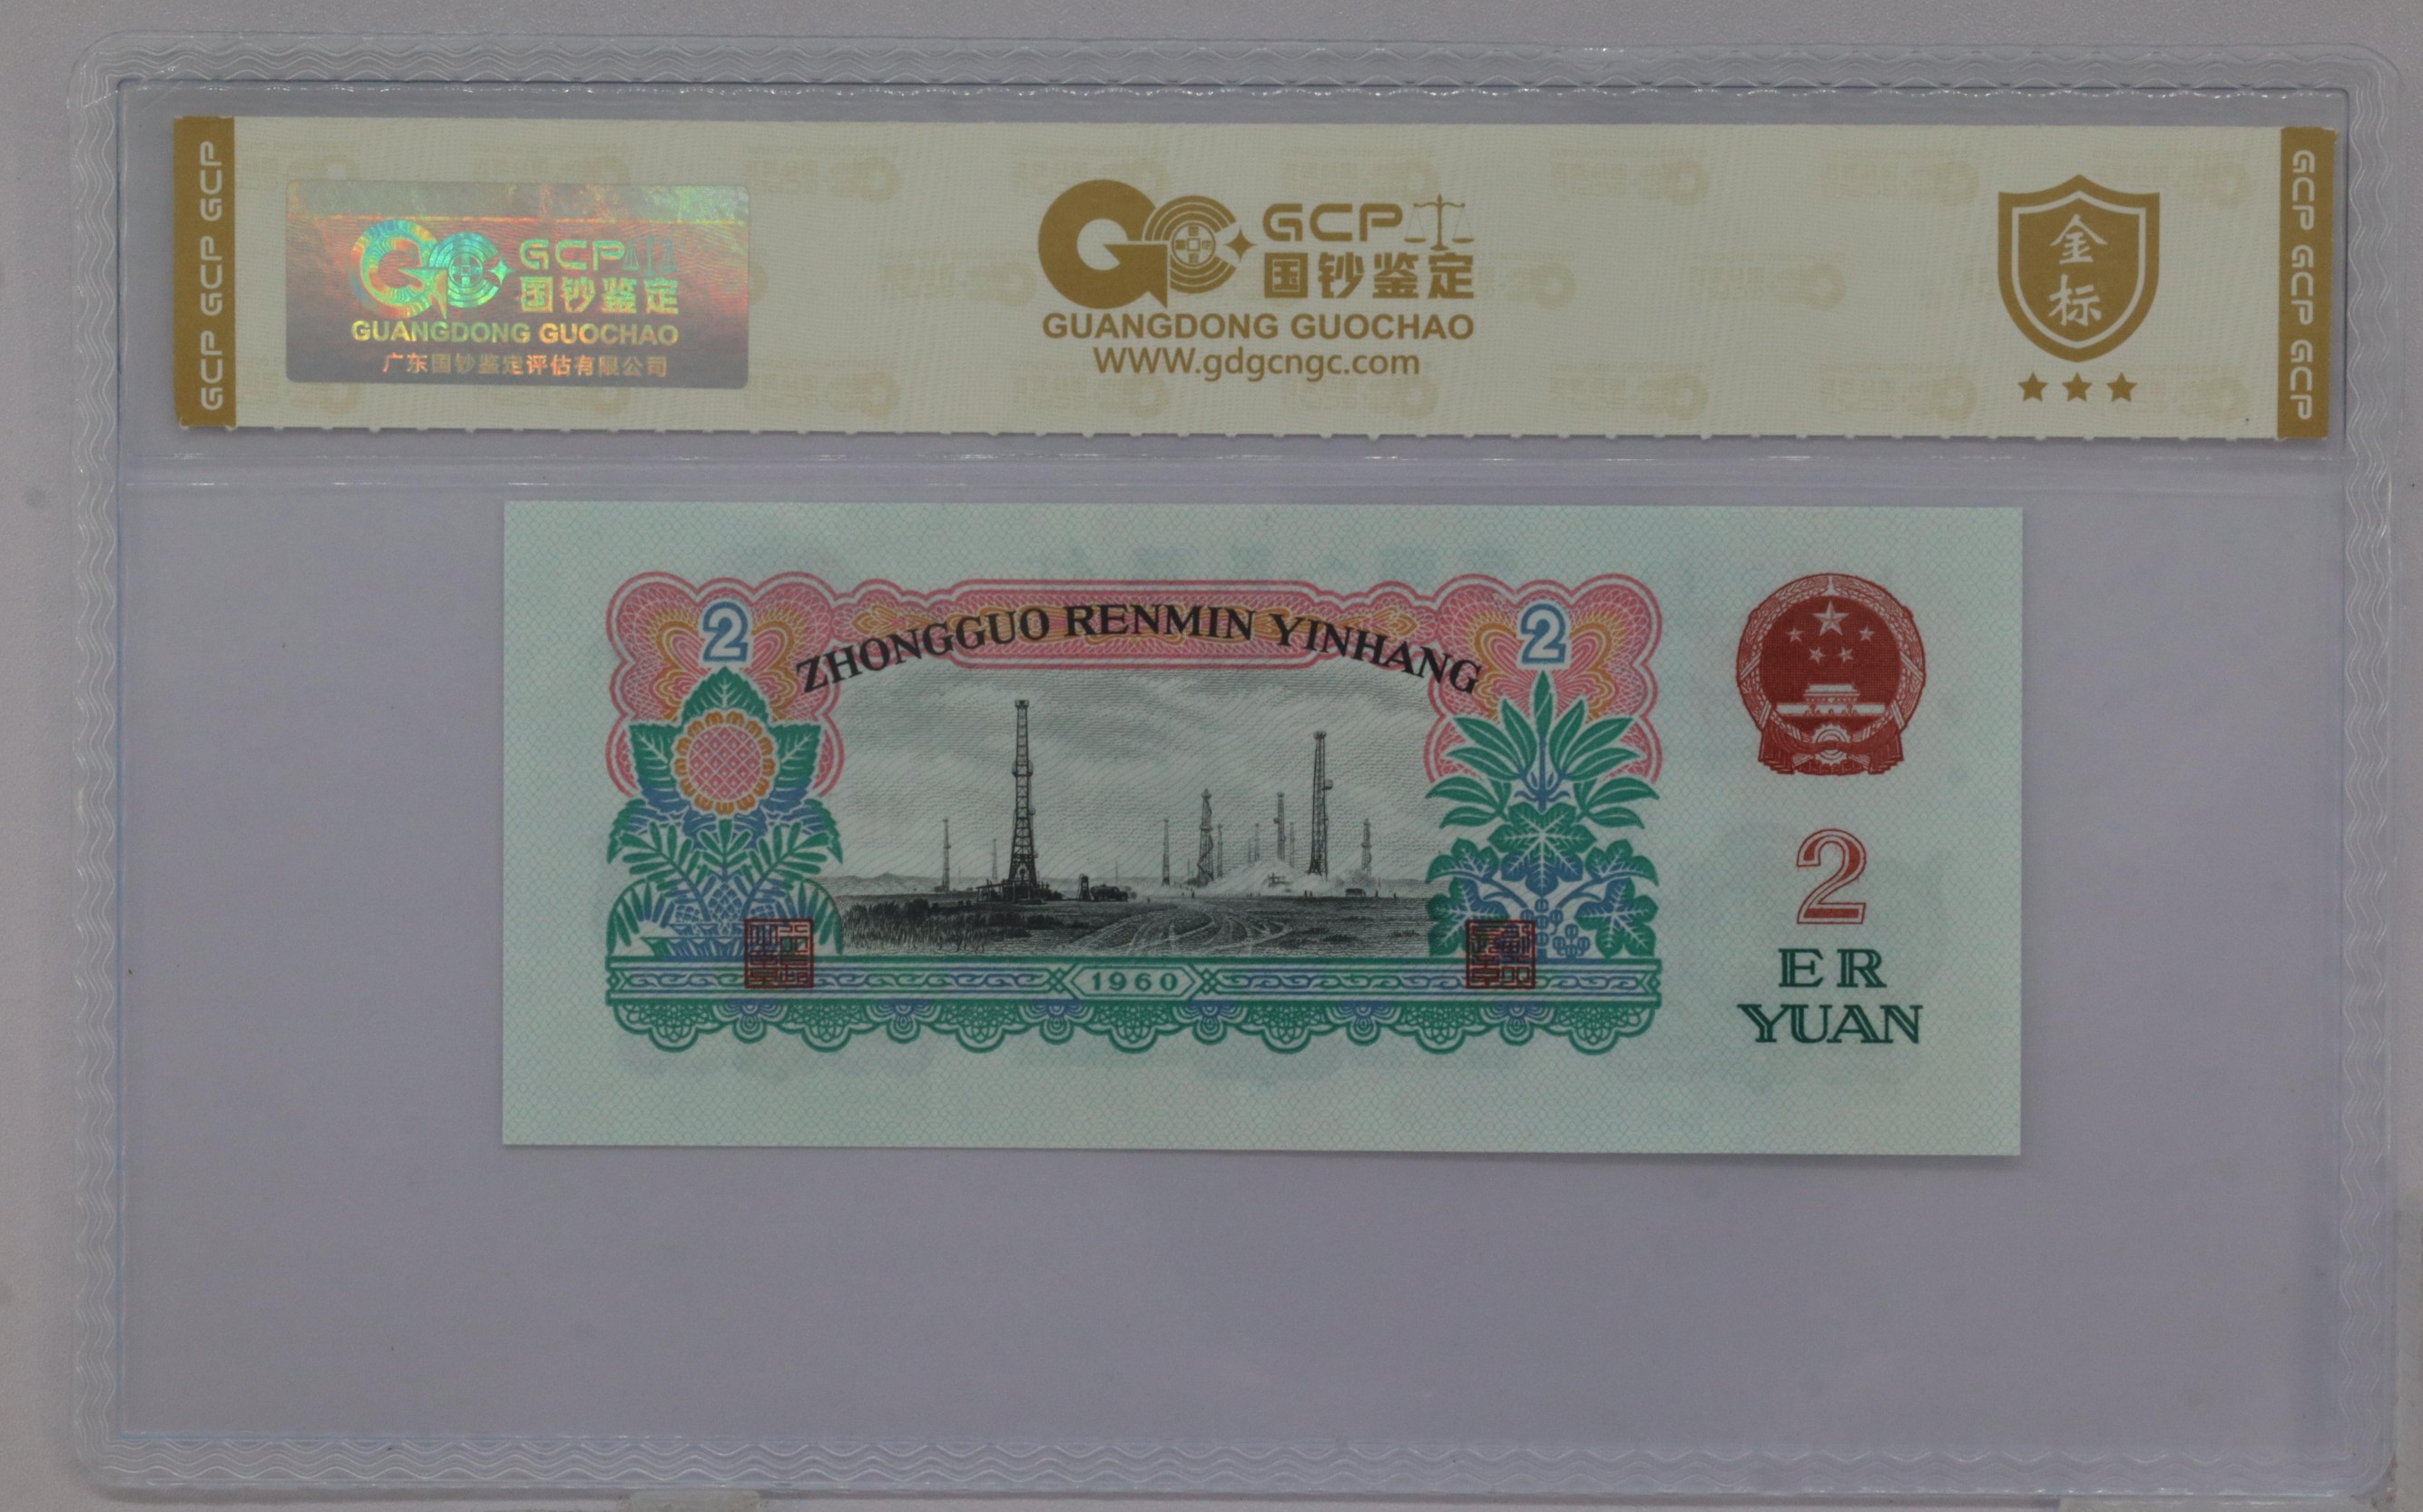 GCP GCP GCP
GCP
国钞鉴定
GUANGDONG GUOCHAO
广东国钞鉴定评估有限公司
GCP
国钞鉴定
GUANGDONG GUOCHAO
WWW.gdgcngc.com
金
标
GCP GCP GCP
2
ZHONGGUO RENMIN YINHANG
2
1960
2
ER
YUAN